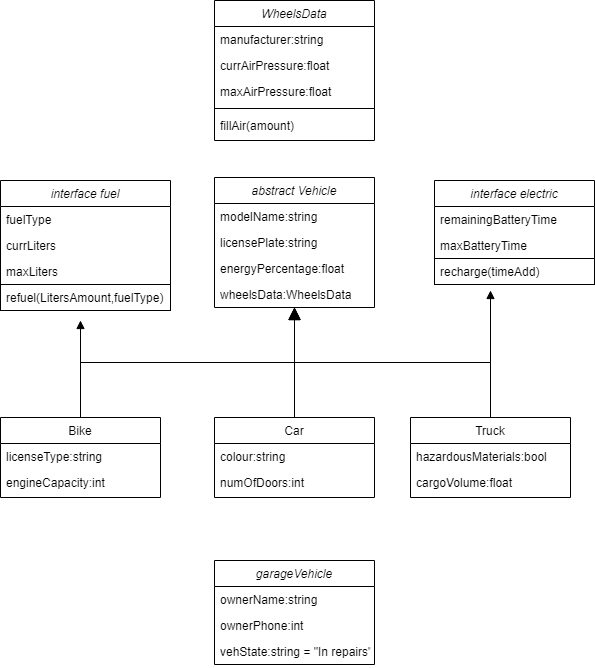 WheelsData
manufacturer:string
currAirPressure:float
maxAirPressure:float
fillAir(amount)
interface fuel
fuelType
currLiters
maxLiters
refuel(LitersAmount,fuelType)
abstract Vehicle
modelName:string
licensePlate:string
energyPercentage:float
wheelsData:WheelsData
interface electric
remainingBatteryTime
maxBatteryTime
recharge(timeAdd)
Bike
licenseType:string
engineCapacity:int
Car
colour:string
numOfDoors:int
Truck
hazardousMaterials:bool
cargoVolume:float
garageVehicle
ownerName:string
ownerPhone:int
vehState:string = "In repairs"